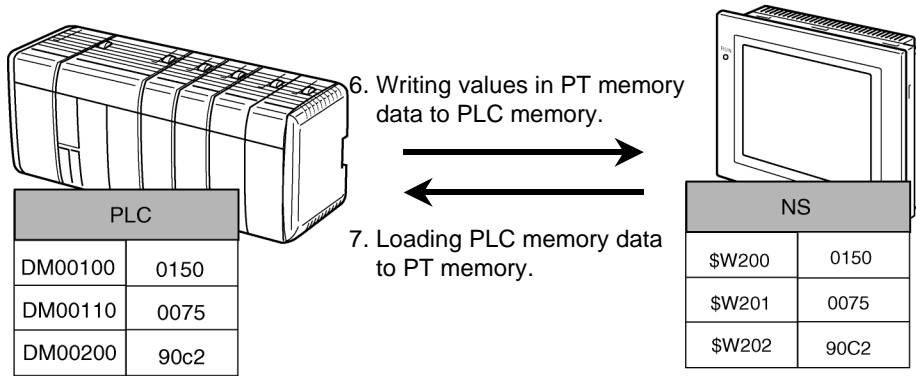 RUN
6. Writing values in PT memory
data to PLC memory.
7. Loading PLC memory data
to PT memory.
PLC
DM00100 0150
DM00110 0075
DM00200 90c2
NS
$W200 0150
$W201 0075
$W202 90C2